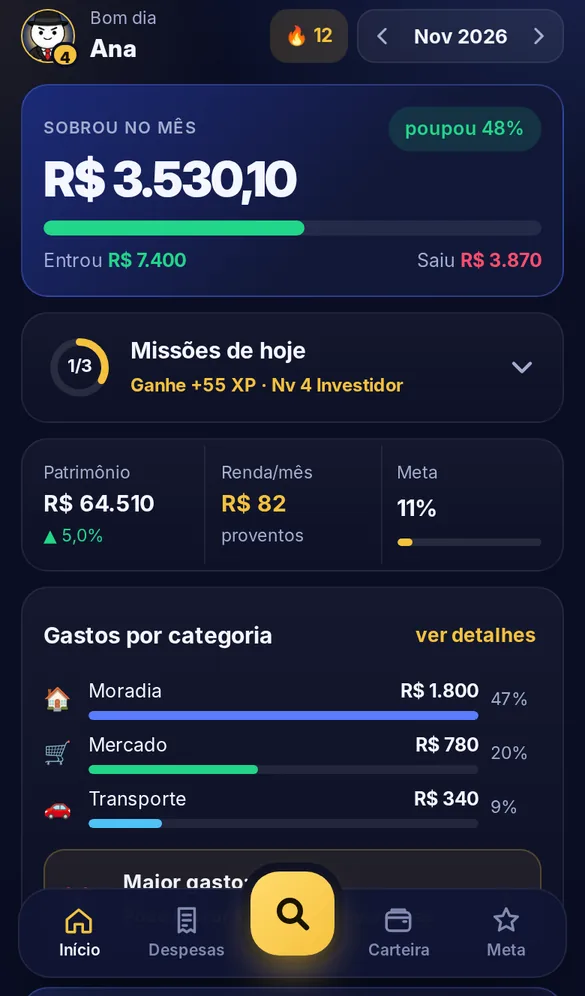 Bom dia
Ana
4
🔥 12
Nov 2026
SOBROU NO MÊS
poupou 48%
R$ 3.530,10
Entrou R$ 7.400
Saiu R$ 3.870
1/3
Missões de hoje
Ganhe +55 XP · Nv 4 Investidor
Patrimônio
R$ 64.510
▲ 5,0%
Renda/mês
R$ 82
proventos
Meta
11%
Gastos por categoria
ver detalhes
Moradia
R$ 1.800
47%
Mercado
R$ 780
20%
Transporte
R$ 340
9%
Maior gasto:
Início
Despesas
Carteira
Meta